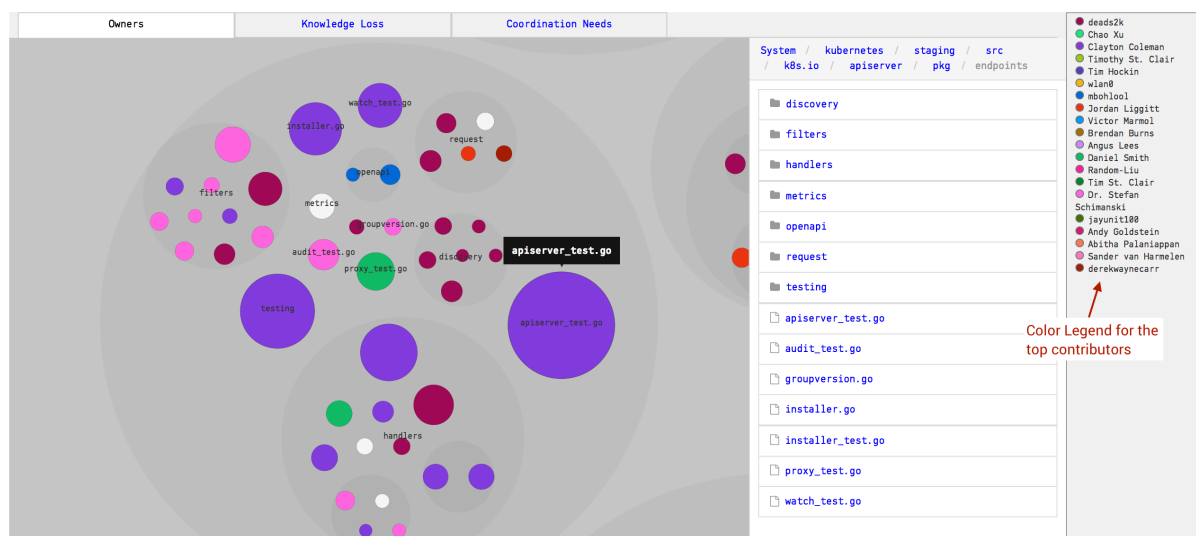 Owners
Knowledge Loss
Coordination Needs
System / kubernetes / staging / src
/ k8s.io / apiserver / pkg / endpoints
discovery
filters
handlers
metrics
openapi
request
testing
apiserver_test.go
audit_test.go
groupversion.go
installer.go
installer_test.go
proxy_test.go
watch_test.go
watch_test.go
installer.go
request
openapi
filters
metrics
groupversion.go
audit_test.go
discovery
apiserver_test.go
proxy_test.go
testing
apiserver_test.go
handlers
deads2k
Chao Xu
Clayton Coleman
Timothy St. Clair
Tim Hockin
wlan0
mbohlool
Jordan Liggitt
Victor Marmol
Brendan Burns
Angus Lees
Daniel Smith
Random-Liu
Tim St. Clair
Dr. Stefan
Schimanski
jayunit100
Andy Goldstein
Abitha Palaniappan
Sander van Harmelen
derekwaynecarr
Color Legend for the
top contributors